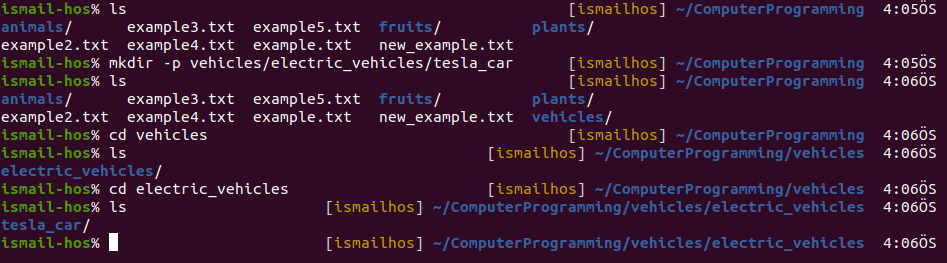 ismail-hos% ls [ismailhos] ~/ComputerProgramming 4:05ÖS
animals/ example3.txt example5.txt fruits/ plants/
example2.txt example4.txt example.txt new_example.txt
ismail-hos% mkdir -p vehicles/electric_vehicles/tesla_car [ismailhos] ~/ComputerProgramming 4:05ÖS
ismail-hos% ls [ismailhos] ~/ComputerProgramming 4:06ÖS
animals/ example3.txt example5.txt fruits/ plants/
example2.txt example4.txt example.txt new_example.txt vehicles/
ismail-hos% cd vehicles [ismailhos] ~/ComputerProgramming 4:06ÖS
ismail-hos% ls [ismailhos] ~/ComputerProgramming/vehicles 4:06ÖS
electric_vehicles/
ismail-hos% cd electric_vehicles [ismailhos] ~/ComputerProgramming/vehicles 4:06ÖS
ismail-hos% ls [ismailhos] ~/ComputerProgramming/vehicles/electric_vehicles 4:06ÖS
tesla_car/
ismail-hos% [ismailhos] ~/ComputerProgramming/vehicles/electric_vehicles 4:06ÖS